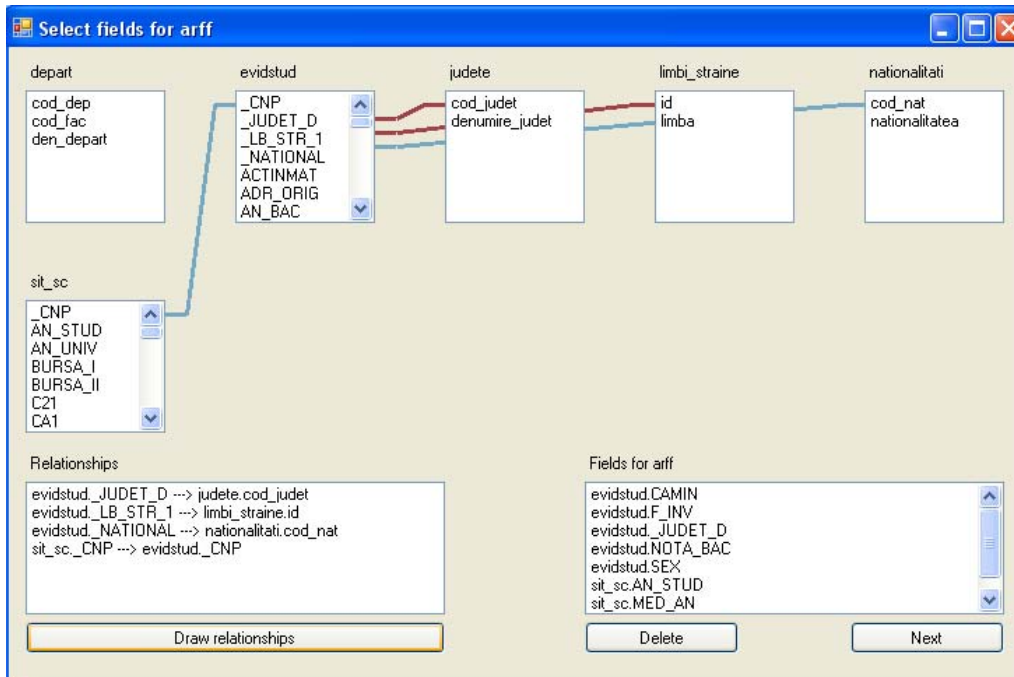 Select fields for arff
depart
cod_dep
cod_fac
den_depart
evidstud
_CNP
_JUDET_D
_LB_STR_1
_NATIONAL
ACTINMAT
ADR_ORIG
AN_BAC
judete
cod_judet
denumire_judet
limbi_straine
id
limba
nationalitati
cod_nat
nationalitatea
sit_sc
_CNP
AN_STUD
AN_UNIV
BURSA_I
BURSA_II
C21
CA1
Relationships
evidstud._JUDET_D ---> judete.cod_judet
evidstud._LB_STR_1 ---> limbi_straine.id
evidstud._NATIONAL ---> nationalitati.cod_nat
sit_sc._CNP ---> evidstud._CNP
Draw relationships
Fields for arff
evidstud.CAMIN
evidstud.F_INV
evidstud._JUDET_D
evidstud.NOTA_BAC
evidstud.SEX
sit_sc.AN_STUD
sit_sc.MED_AN
Delete
Next